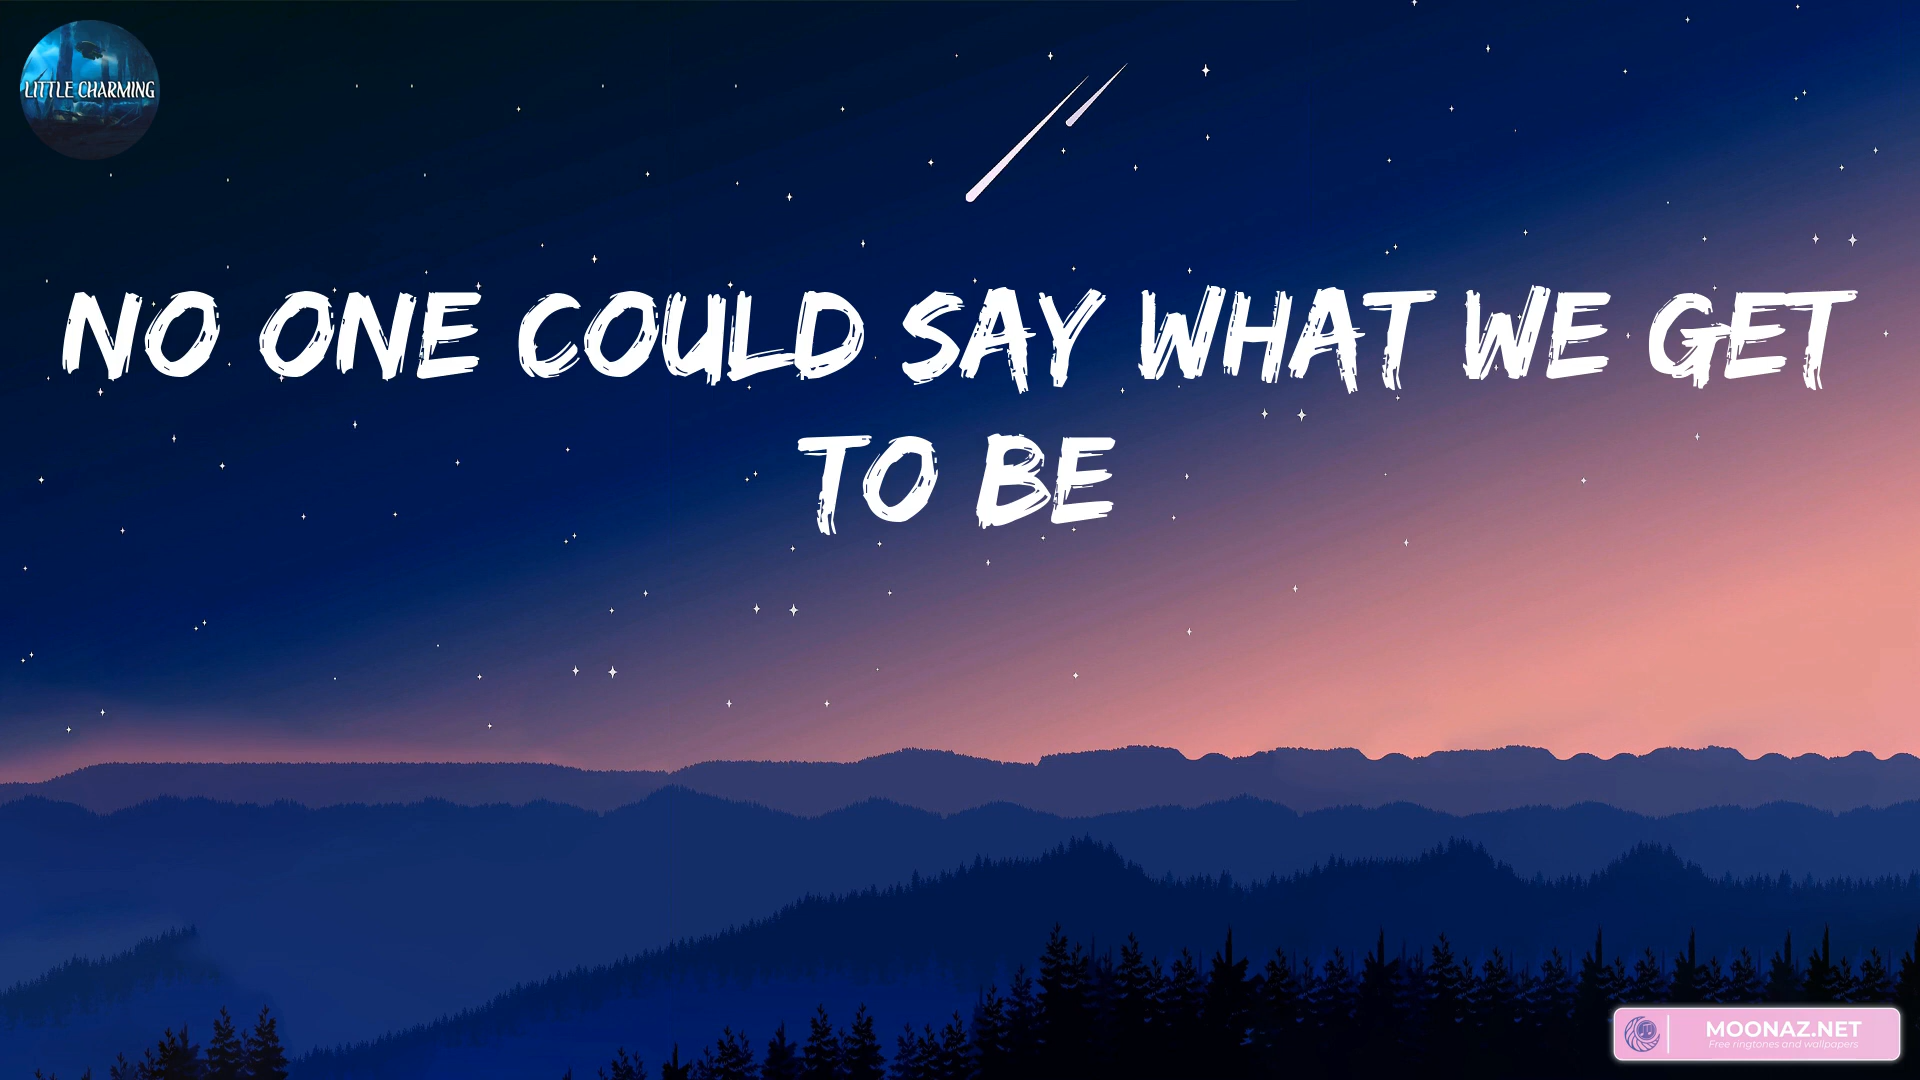 LITTLE CHARMING
NO ONE COULD SAY WHAT WE GET
TO BE
MOONAZ.NET
Free ringtones and wallpapers